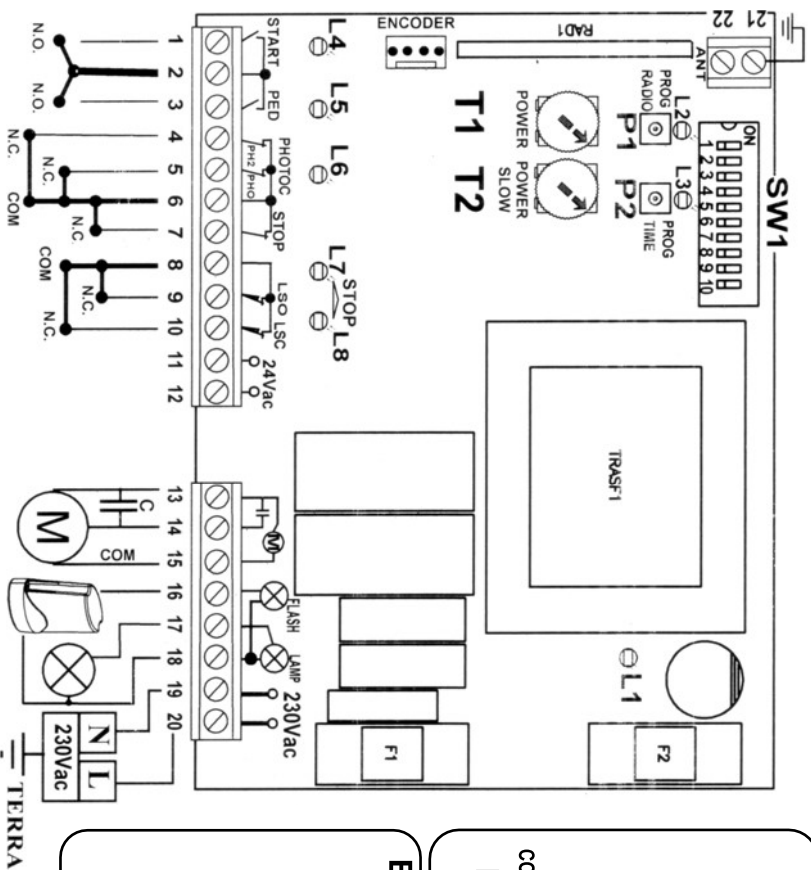 ENCODER
RAD1
22 21
ANT
START
PED
PHOTOC
PH2/PHO
STOP
LSO
LSC
24Vac
L4
L5
L6
L7
STOP
L8
T1
POWER
T2
POWER
SLOW
PROG
RADIO
P1
L2
P2
L3
PROG
TIME
SW1
ON
1 2 3 4 5 6 7 8 9 10
N.O.
N.O.
N.C.
N.C.
COM
N.C.
COM
N.C.
N.C.
1
2
3
4
5
6
7
8
9
10
11
12
TRASF1
L1
F1
F2
13
14
15
16
17
18
19
20
M
C
COM
M
FLASH
LAMP
230Vac
N
L
230Vac
TERRA
E
CO